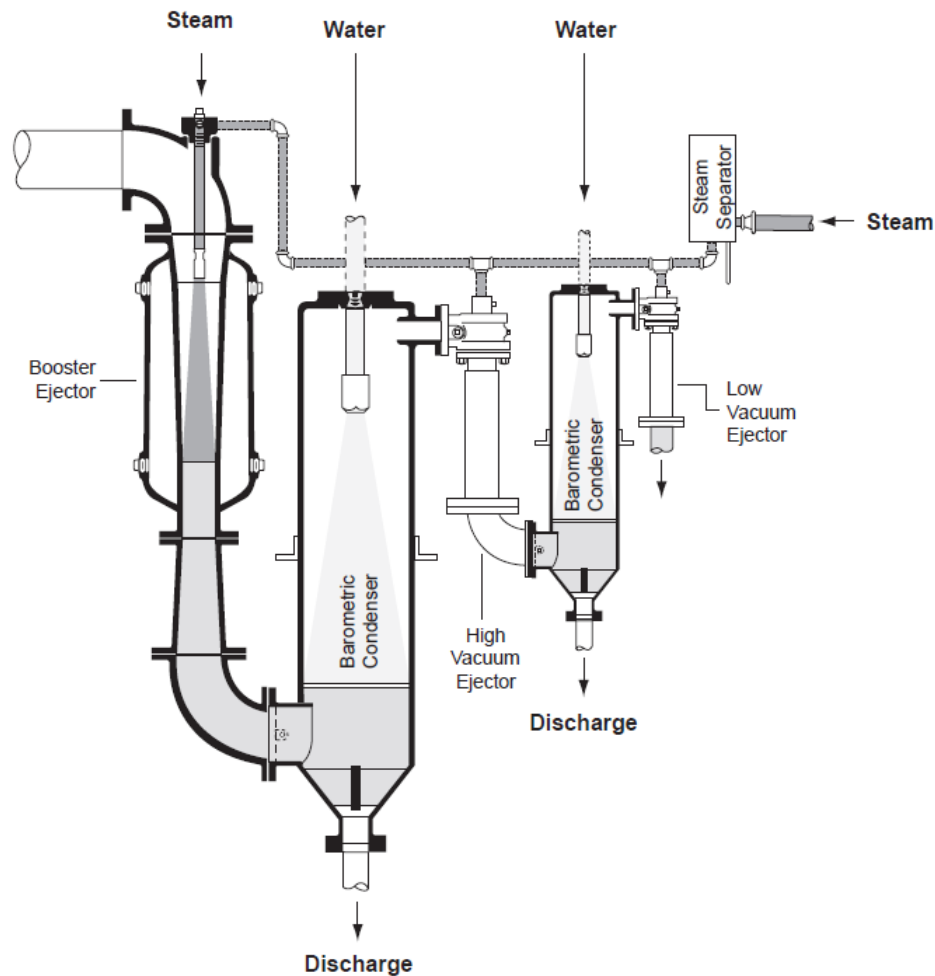 Steam
Water
Water
Steam
Separator
Steam
Booster
Ejector
Low
Vacuum
Ejector
Barometric
Condenser
Barometric
Condenser
High
Vacuum
Ejector
Discharge
Discharge